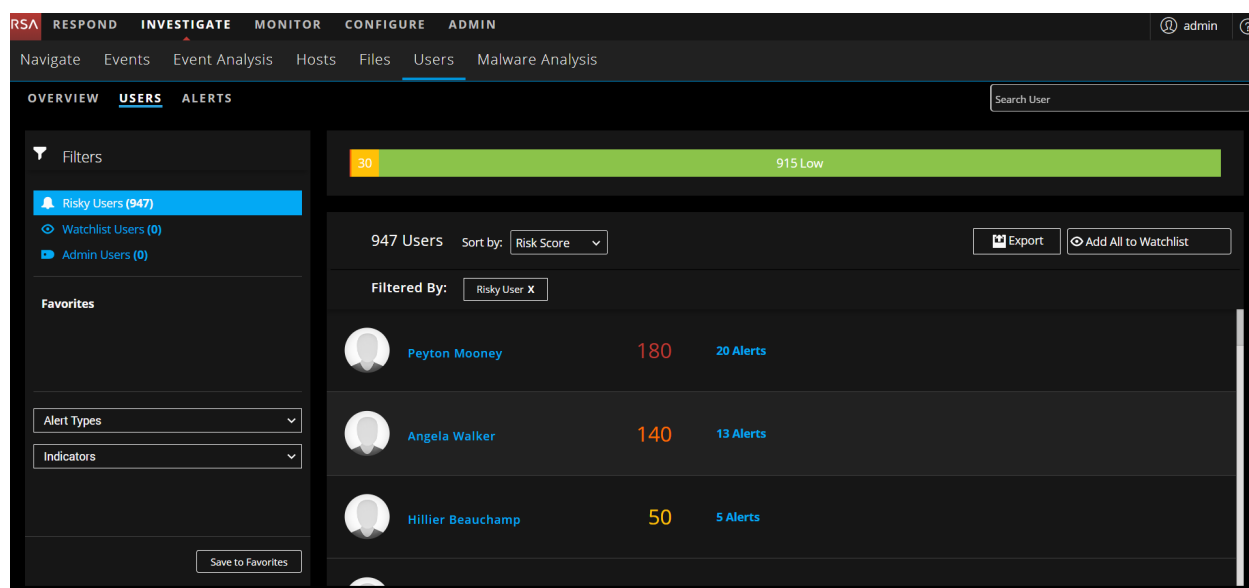 RSA RESPOND INVESTIGATE MONITOR CONFIGURE ADMIN admin
Navigate Events Event Analysis Hosts Files Users Malware Analysis
OVERVIEW USERS ALERTS Search User
Filters
30 915 Low
Risky Users (947)
Watchlist Users (0)
Admin Users (0)
947 Users Sort by: Risk Score Export Add All to Watchlist
Filtered By: Risky User X
Favorites
Peyton Mooney 180 20 Alerts
Alert Types
Angela Walker 140 13 Alerts
Indicators
Hillier Beauchamp 50 5 Alerts
Save to Favorites